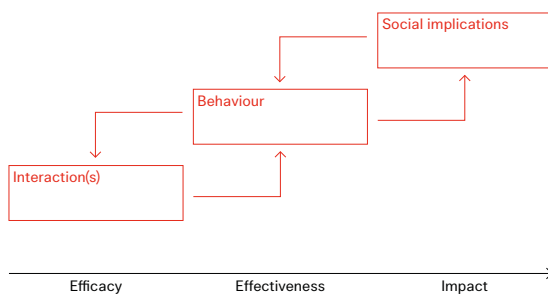 Social implications
Behaviour
Interaction(s)
Efficacy
Effectiveness
Impact